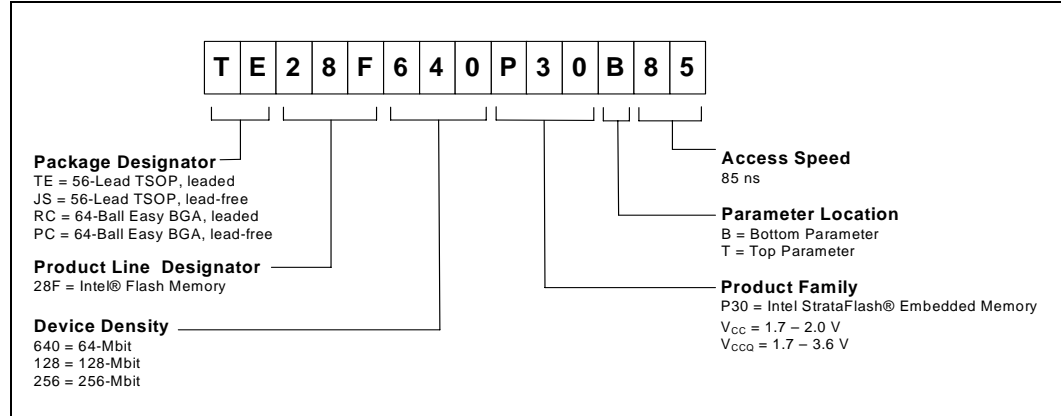 T E 2 8 F 6 4 0 P 3 0 B 8 5
Package Designator
TE = 56-Lead TSOP, leaded
JS = 56-Lead TSOP, lead-free
RC = 64-Ball Easy BGA, leaded
PC = 64-Ball Easy BGA, lead-free
Product Line Designator
28F = Intel® Flash Memory
Device Density
640 = 64-Mbit
128 = 128-Mbit
256 = 256-Mbit
Access Speed
85 ns
Parameter Location
B = Bottom Parameter
T = Top Parameter
Product Family
P30 = Intel StrataFlash® Embedded Memory
VCC = 1.7 – 2.0 V
VCCQ = 1.7 – 3.6 V